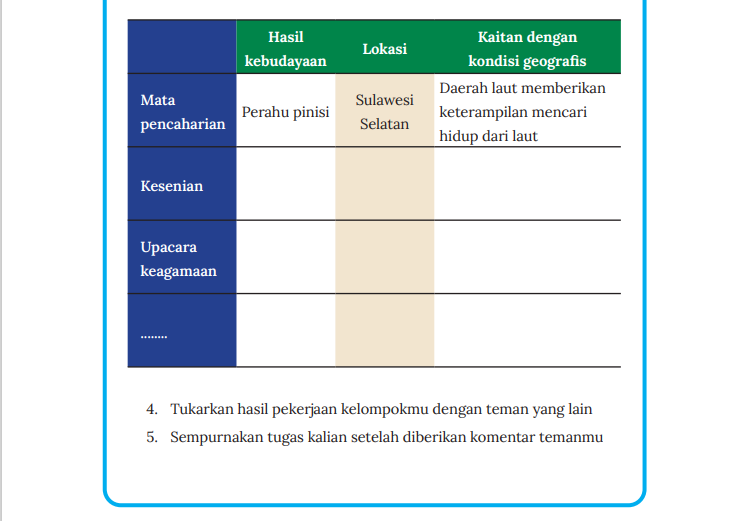 Hasil
kebudayaan
Lokasi
Kaitan dengan
kondisi geografis
Mata
pencaharian
Perahu pinisi
Sulawesi
Selatan
Daerah laut memberikan
keterampilan mencari
hidup dari laut
Kesenian
Upacara
keagamaan
........
4. Tukarkan hasil pekerjaan kelompokmu dengan teman yang lain
5. Sempurnakan tugas kalian setelah diberikan komentar temanmu